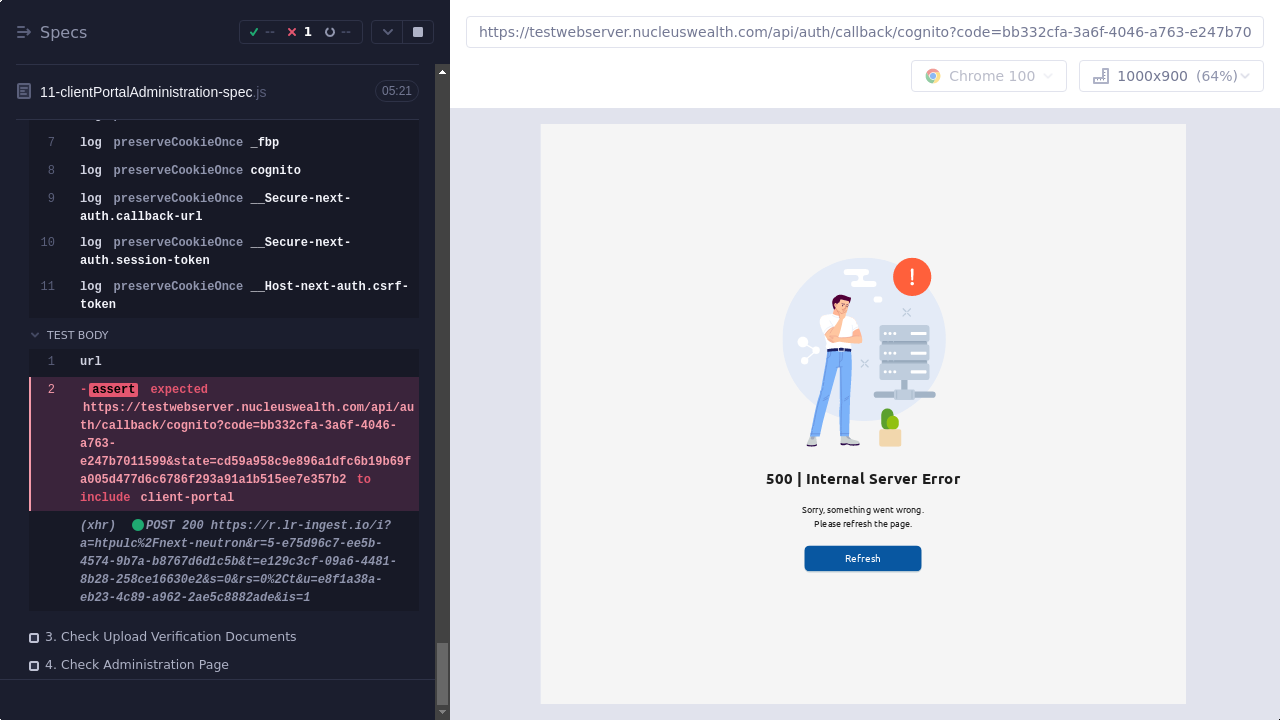 Specs
--
1
--
https://testwebserver.nucleuswealth.com/api/auth/callback/cognito?code=bb332cfa-3a6f-4046-a763-e247b70
Chrome 100
1000x900 (64%)
11-clientPortalAdministration-spec.js
05:21
7 log preserveCookieOnce _fbp
8 log preserveCookieOnce cognito
9 log preserveCookieOnce __Secure-next-
auth.callback-url
10 log preserveCookieOnce __Secure-next-
auth.session-token
11 log preserveCookieOnce __Host-next-auth.csrf-
token
TEST BODY
1 url
2 -assert expected
https://testwebserver.nucleuswealth.com/api/au
th/callback/cognito?code=bb332cfa-3a6f-4046-
a763-
e247b7011599&state=cd59a958c9e896a1dfc6b19b69f
a005d477d6c6786f293a91a1b515ee7e357b2 to
include client-portal
(xhr) POST 200 https://r.lr-ingest.io/i?
a=htpulc%2Fnext-neutron&r=5-e75d96c7-ee5b-
4574-9b7a-b8767d6d1c5b&t=e129c3cf-09a6-4481-
8b28-258ce16630e2&s=0&rs=0%2Ct&u=e8f1a38a-
eb23-4c89-a962-2ae5c8882ade&is=1
3. Check Upload Verification Documents
4. Check Administration Page
!
500 | Internal Server Error
Sorry, something went wrong.
Please refresh the page.
Refresh